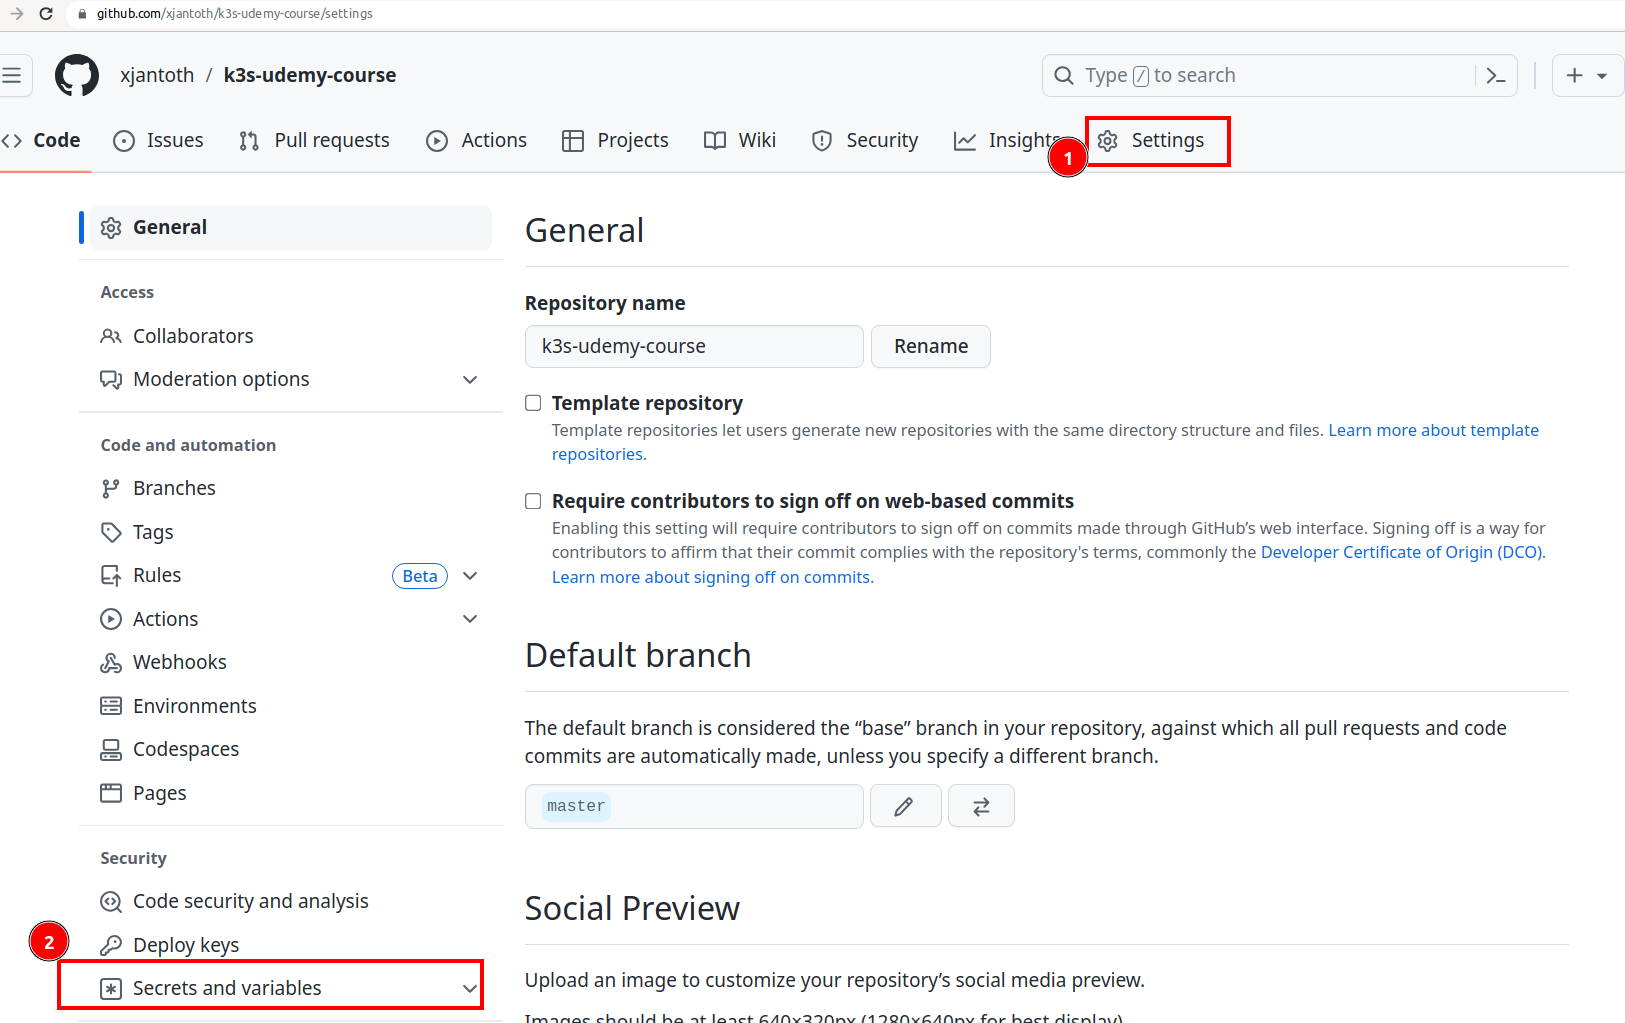 github.com/xjantoth/k3s-udemy-course/settings
xjantoth / k3s-udemy-course
Type / to search
Code Issues Pull requests Actions Projects Wiki Security Insights Settings
1
General
Access
Collaborators
Moderation options
Code and automation
Branches
Tags
Rules Beta
Actions
Webhooks
Environments
Codespaces
Pages
Security
Code security and analysis
Deploy keys
2
Secrets and variables
General
Repository name
k3s-udemy-course Rename
Template repository
Template repositories let users generate new repositories with the same directory structure and files. Learn more about template
repositories.
Require contributors to sign off on web-based commits
Enabling this setting will require contributors to sign off on commits made through GitHub’s web interface. Signing off is a way for
contributors to affirm that their commit complies with the repository's terms, commonly the Developer Certificate of Origin (DCO).
Learn more about signing off on commits.
Default branch
The default branch is considered the “base” branch in your repository, against which all pull requests and code
commits are automatically made, unless you specify a different branch.
master
Social Preview
Upload an image to customize your repository’s social media preview.
Images should be at least 640×320px (1280×640px for best display).